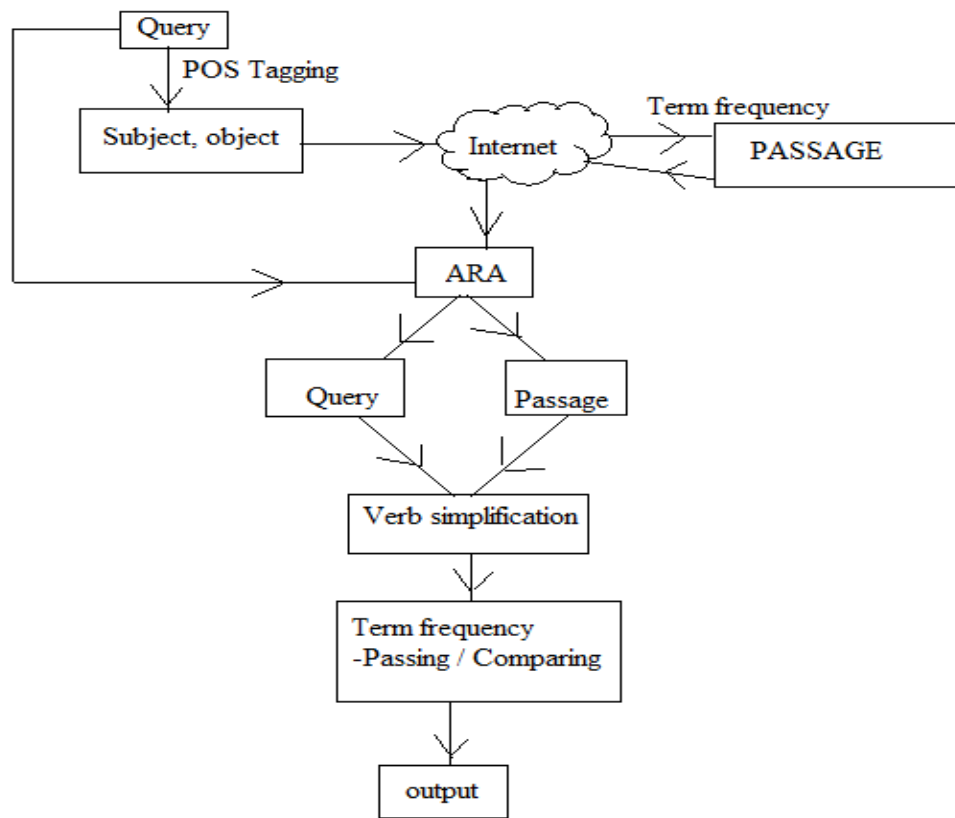 Query
POS Tagging
Subject, object
Internet
Term frequency
PASSAGE
ARA
Query
Passage
Verb simplification
Term frequency
-Passing / Comparing
output